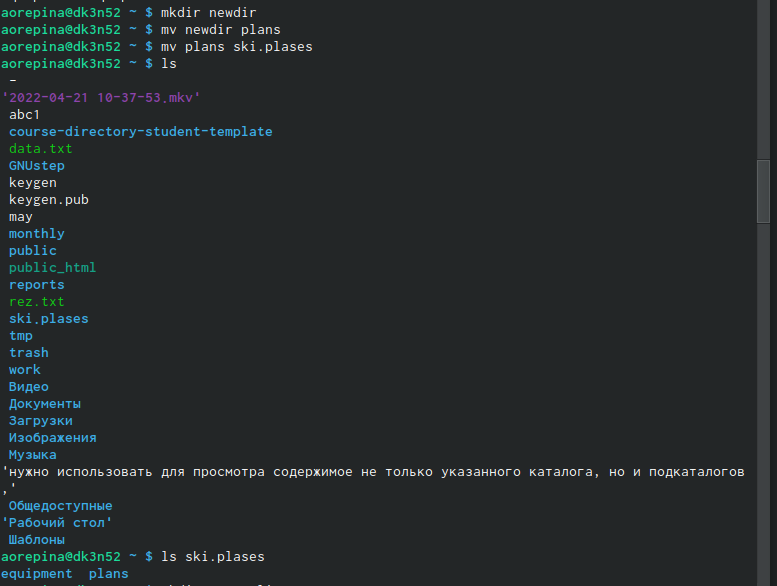 aorepina@dk3n52 ~ $ mkdir newdir
aorepina@dk3n52 ~ $ mv newdir plans
aorepina@dk3n52 ~ $ mv plans ski.plases
aorepina@dk3n52 ~ $ ls
-
'2022-04-21 10-37-53.mkv'
abc1
course-directory-student-template
data.txt
GNUstep
keygen
keygen.pub
may
monthly
public
public_html
reports
rez.txt
ski.plases
tmp
trash
work
Видео
Документы
Загрузки
Изображения
Музыка
'нужно использовать для просмотра содержимое не только указанного каталога, но и подкаталогов
,'
Общедоступные
'Рабочий стол'
Шаблоны
aorepina@dk3n52 ~ $ ls ski.plases
equipment  plans